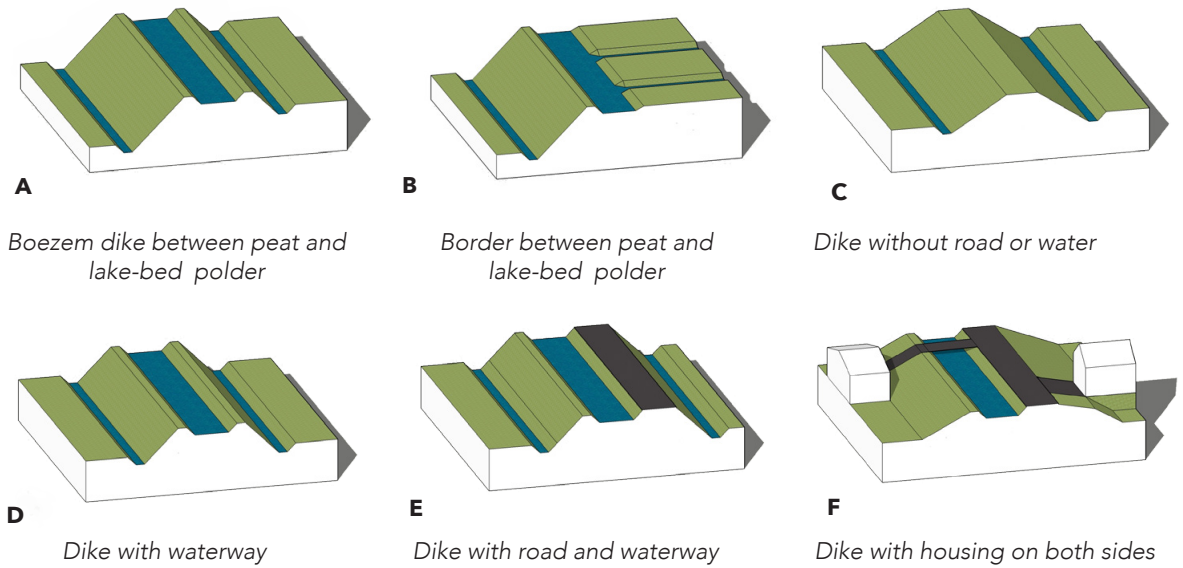 A
B
C
Boezem dike between peat and
lake-bed polder
Border between peat and
lake-bed polder
Dike without road or water
D
E
F
Dike with waterway
Dike with road and waterway
Dike with housing on both sides